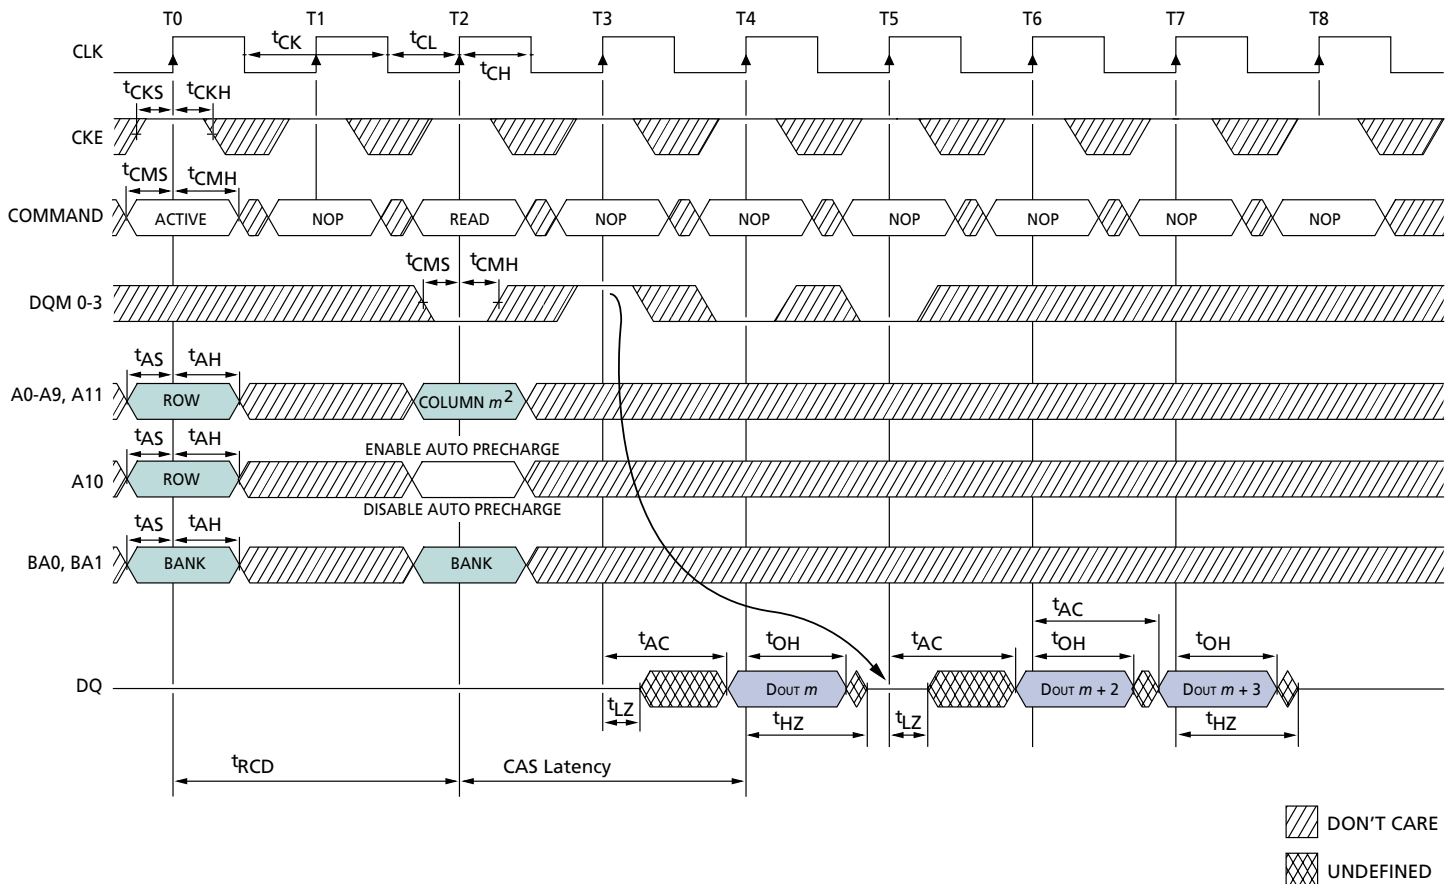 T0 T1 T2 T3 T4 T5 T6 T7 T8
CLK
tCK tCL
tCH
tCKS tCKH
CKE
tCMS tCMH
COMMAND ACTIVE NOP READ NOP NOP NOP NOP NOP NOP
tCMS tCMH
DQM 0-3
tAS tAH
A0-A9, A11 ROW COLUMN m2
tAS tAH ENABLE AUTO PRECHARGE
A10 ROW
DISABLE AUTO PRECHARGE
tAS tAH
BA0, BA1 BANK BANK
tAC
tAC tOH tAC tOH tOH
DQ DOUT m DOUT m + 2 DOUT m + 3
tLZ tHZ tLZ tHZ
tRCD CAS Latency
DON'T CARE
UNDEFINED